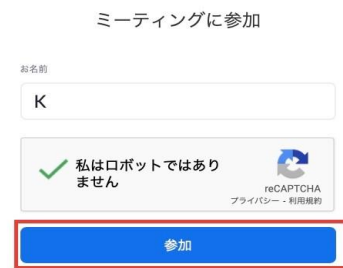 ミーティングに参加
お名前
K
私はロボットではあり
ません
reCAPTCHA
プライバシー - 利用規約
参加